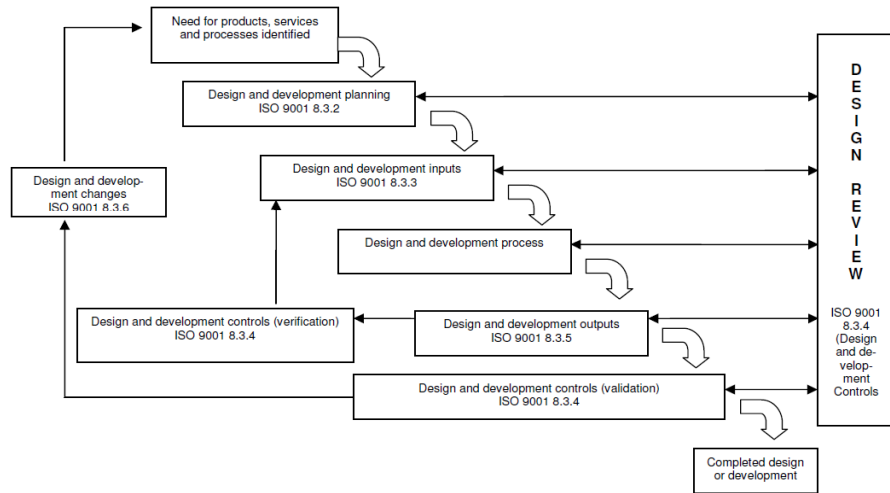 Need for products, services
and processes identified
Design and development planning
ISO 9001 8.3.2
Design and development inputs
ISO 9001 8.3.3
Design and develop-
ment changes
ISO 9001 8.3.6
Design and development process
Design and development controls (verification)
ISO 9001 8.3.4
Design and development outputs
ISO 9001 8.3.5
Design and development controls (validation)
ISO 9001 8.3.4
Completed design
or development
D
E
S
I
G
N
R
E
V
I
E
W
ISO 9001
8.3.4
(Design
and de-
velop-
ment
Controls